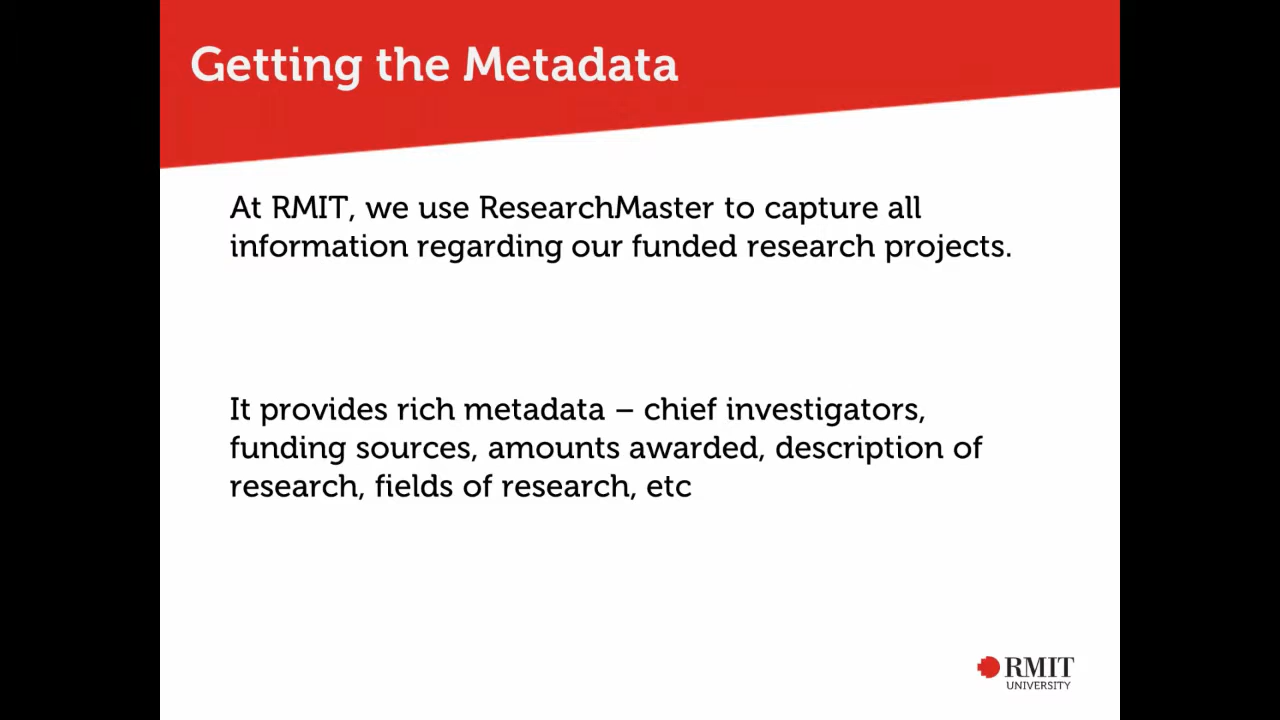 Getting the Metadata
At RMIT, we use ResearchMaster to capture all
information regarding our funded research projects.
It provides rich metadata – chief investigators,
funding sources, amounts awarded, description of
research, fields of research, etc
RMIT
UNIVERSITY